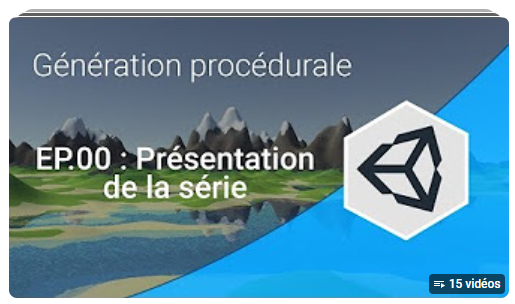 Génération procédurale
EP.00 : Présentation
de la série
15 vidéos